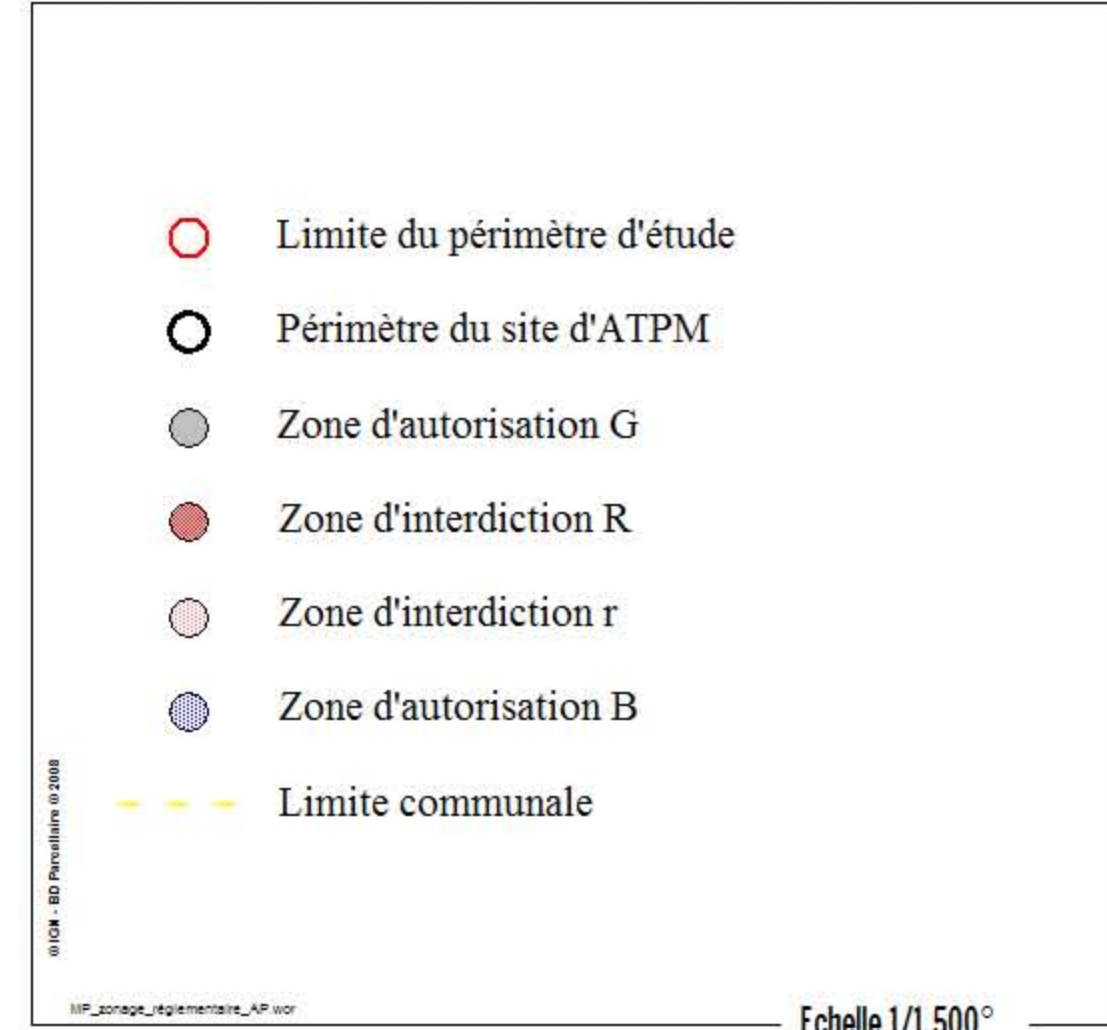 Limite du périmètre d'étude
Périmètre du site d'ATPM
Zone d'autorisation G
Zone d'interdiction R
Zone d'interdiction r
Zone d'autorisation B
Limite communale
©IGN - BD Parcellaire ©2008
MP_zonage_réglementaire_AP.wor
Echelle 1/1.500°